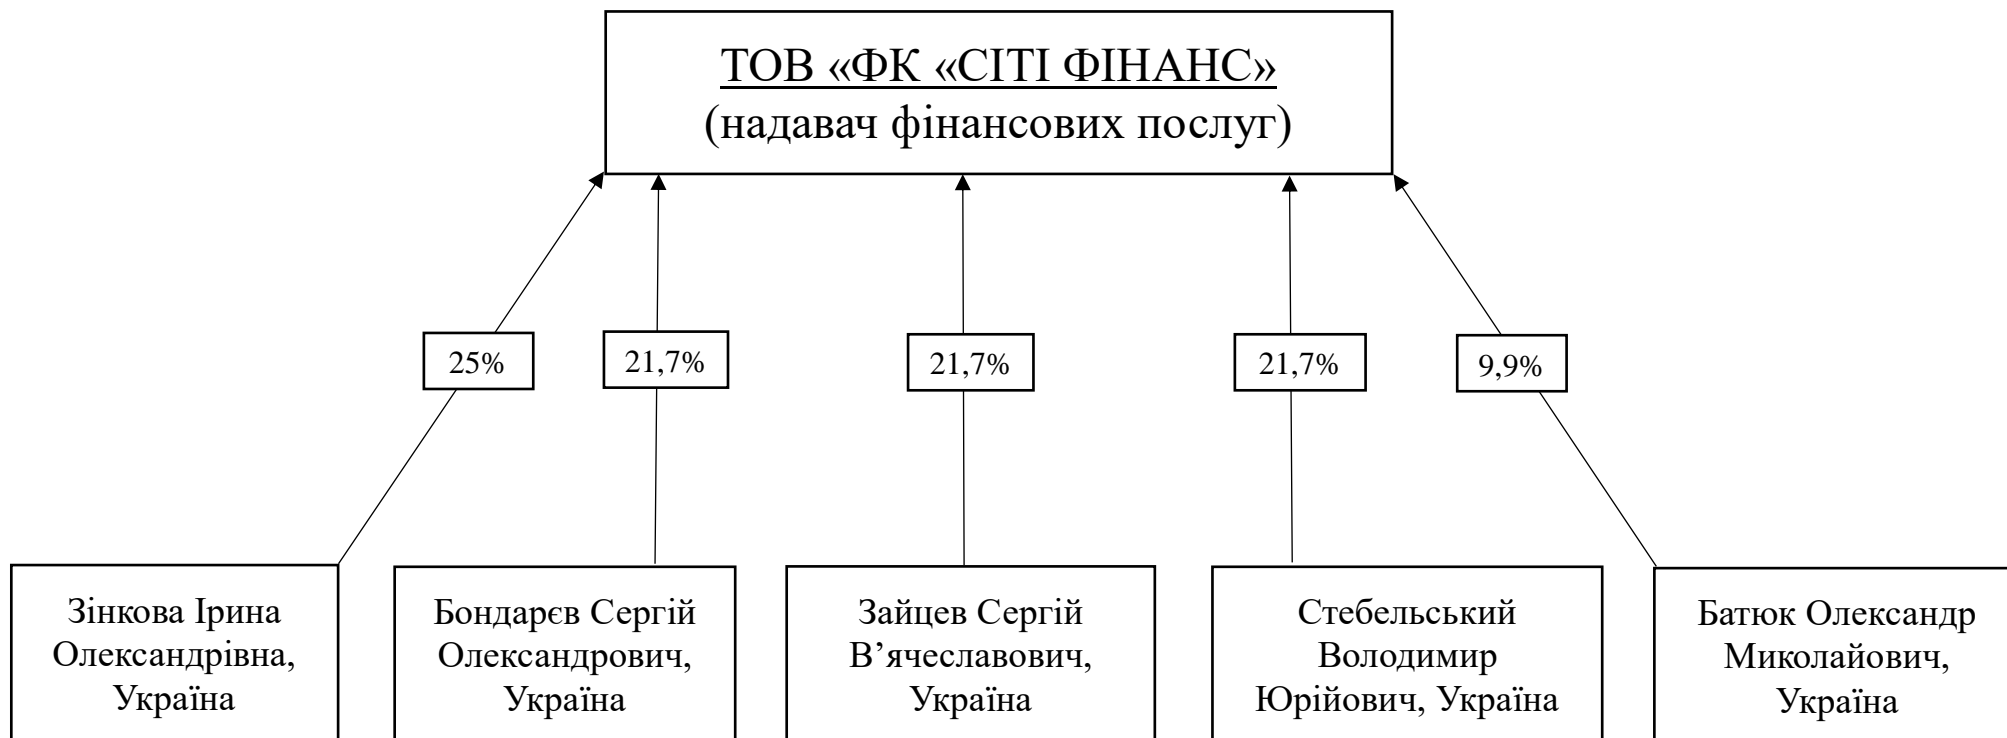 ТОВ «ФК «СІТІ ФІНАНС»
(надавач фінансових послуг)
25%
21,7%
21,7%
21,7%
9,9%
Зінкова Ірина
Олександрівна,
Україна
Бондарєв Сергій
Олександрович,
Україна
Зайцев Сергій
В’ячеславович,
Україна
Стебельський
Володимир
Юрійович, Україна
Батюк Олександр
Миколайович,
Україна